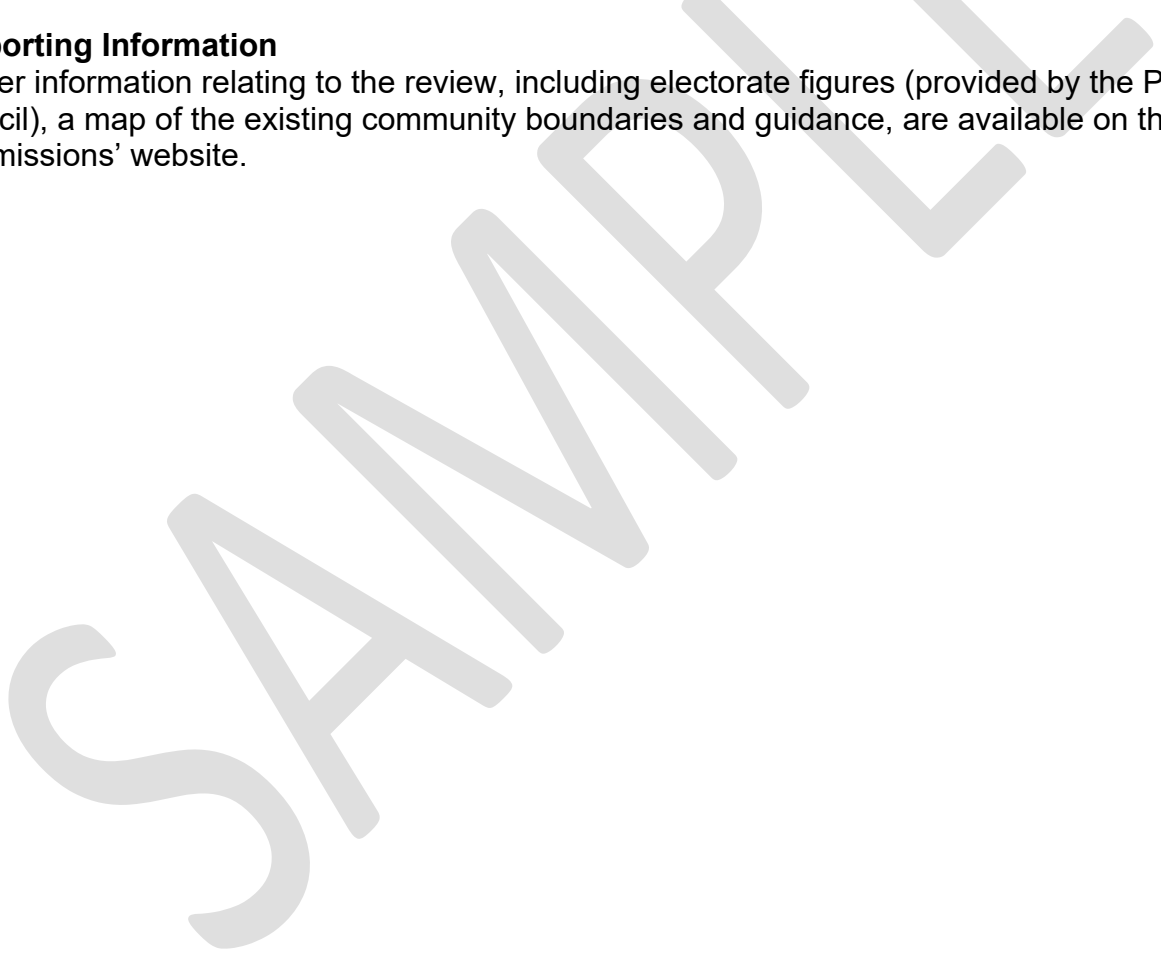 porting Information
er information relating to the review, including electorate figures (provided by the P
cil), a map of the existing community boundaries and guidance, are available on th
missions' website.
SAMPLE